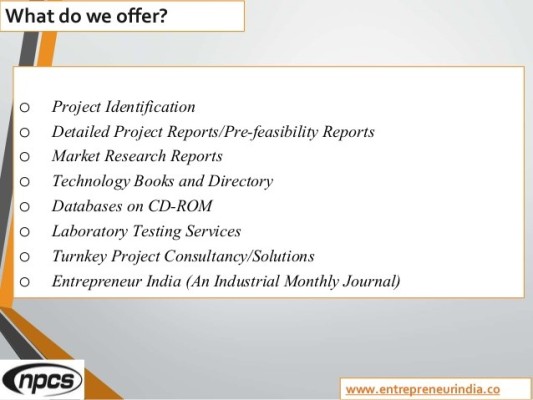 What do we offer?
o Project Identification
o Detailed Project Reports/Pre-feasibility Reports
o Market Research Reports
o Technology Books and Directory
o Databases on CD-ROM
o Laboratory Testing Services
o Turnkey Project Consultancy/Solutions
o Entrepreneur India (An Industrial Monthly Journal)
npcs
www.entrepreneurindia.co